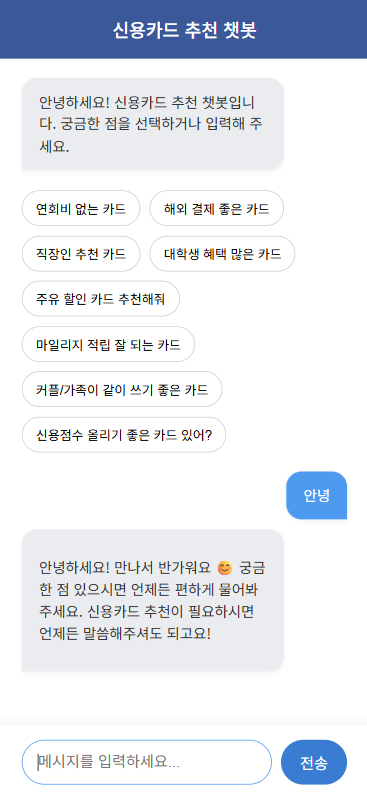 신용카드 추천 챗봇
안녕하세요! 신용카드 추천 챗봇입니
다. 궁금한 점을 선택하거나 입력해 주
세요.
연회비 없는 카드
해외 결제 좋은 카드
직장인 추천 카드
대학생 혜택 많은 카드
주유 할인 카드 추천해줘
마일리지 적립 잘 되는 카드
커플/가족이 같이 쓰기 좋은 카드
신용점수 올리기 좋은 카드 있어?
안녕
안녕하세요! 만나서 반가워요 😊 궁금
한 점 있으시면 언제든 편하게 물어봐
주세요. 신용카드 추천이 필요하시면
언제든 말씀해주셔도 되고요!
메시지를 입력하세요...
전송